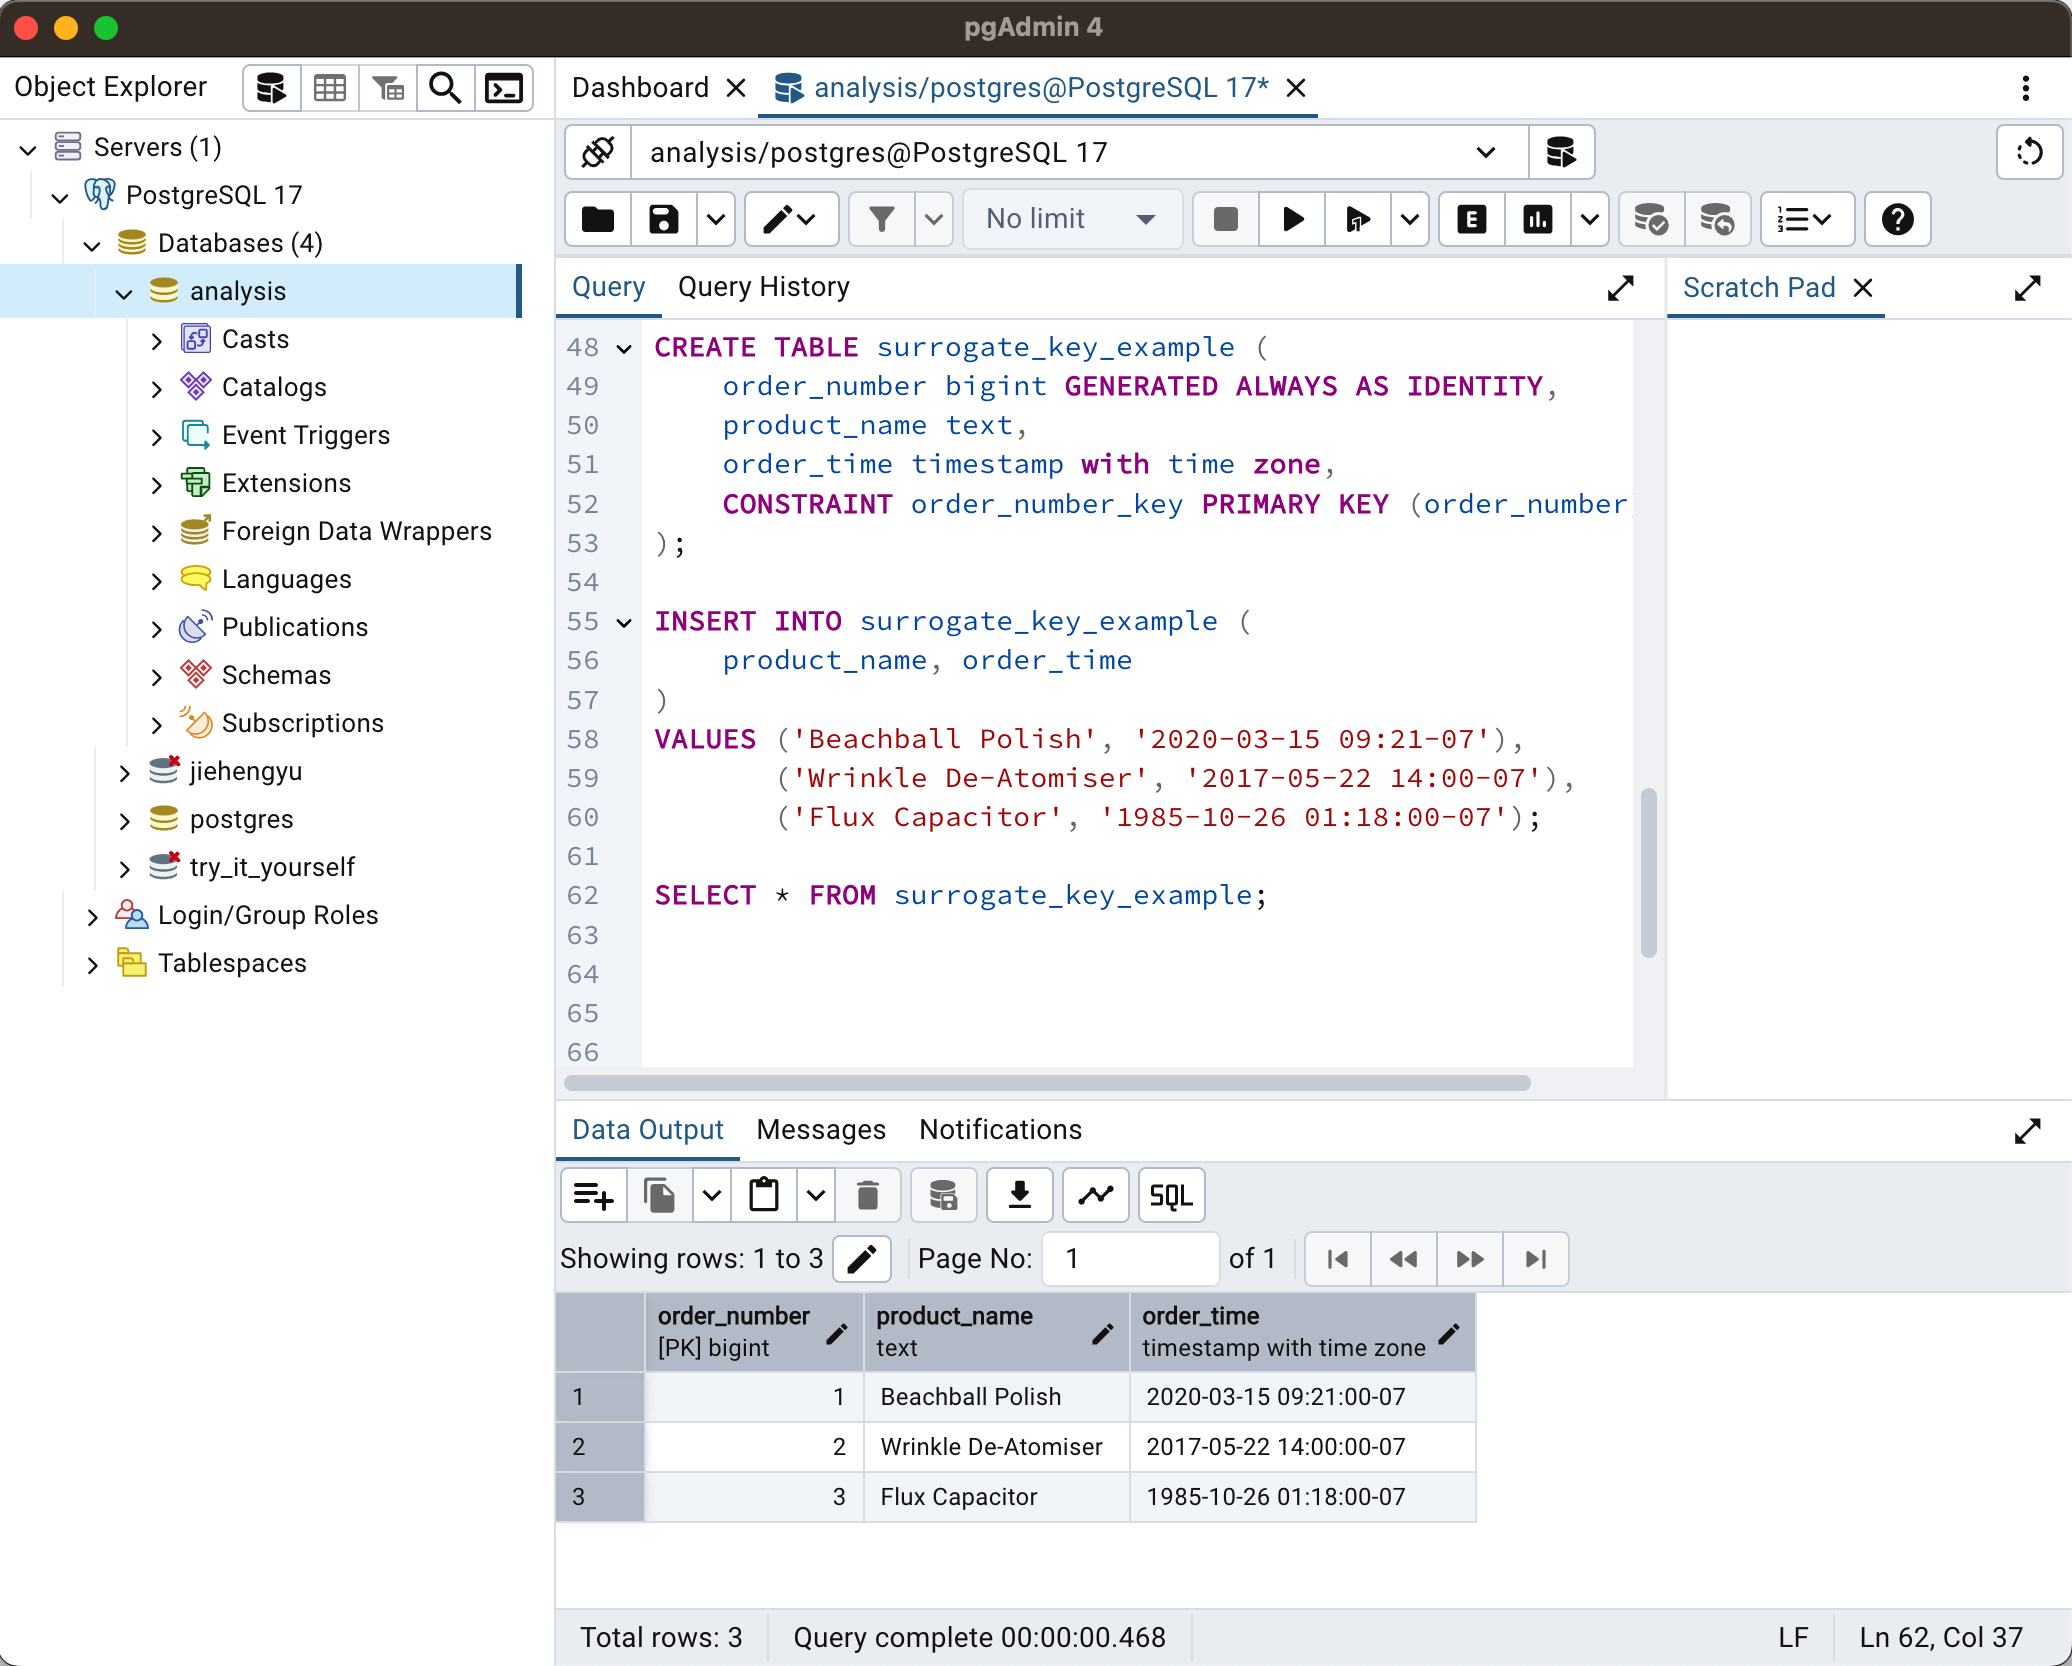 pgAdmin 4
Object Explorer
Servers (1)
PostgreSQL 17
Databases (4)
analysis
Casts
Catalogs
Event Triggers
Extensions
Foreign Data Wrappers
Languages
Publications
Schemas
Subscriptions
jiehengyu
postgres
try_it_yourself
Login/Group Roles
Tablespaces
Dashboard
analysis/postgres@PostgreSQL 17*
analysis/postgres@PostgreSQL 17
No limit
E
Query Query History
Scratch Pad
48 CREATE TABLE surrogate_key_example (
49 order_number bigint GENERATED ALWAYS AS IDENTITY,
50 product_name text,
51 order_time timestamp with time zone,
52 CONSTRAINT order_number_key PRIMARY KEY (order_number)
53 );
54
55 INSERT INTO surrogate_key_example (
56 product_name, order_time
57 )
58 VALUES ('Beachball Polish', '2020-03-15 09:21-07'),
59 ('Wrinkle De-Atomiser', '2017-05-22 14:00-07'),
60 ('Flux Capacitor', '1985-10-26 01:18:00-07');
61
62 SELECT * FROM surrogate_key_example;
63
64
65
66
Data Output Messages Notifications
SQL
Showing rows: 1 to 3 Page No: 1 of 1
order_number product_name order_time
[PK] bigint text timestamp with time zone
1 1 Beachball Polish 2020-03-15 09:21:00-07
2 2 Wrinkle De-Atomiser 2017-05-22 14:00:00-07
3 3 Flux Capacitor 1985-10-26 01:18:00-07
Total rows: 3 Query complete 00:00:00.468 LF Ln 62, Col 37